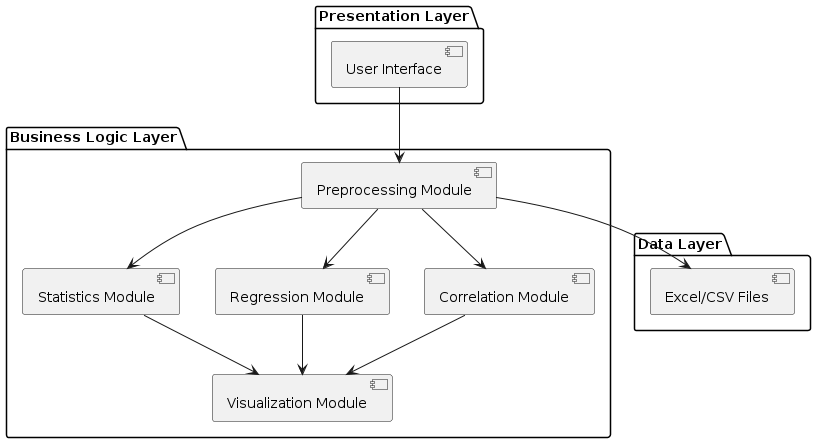 Presentation Layer
User Interface
Business Logic Layer
Preprocessing Module
Data Layer
Statistics Module
Regression Module
Correlation Module
Excel/CSV Files
Visualization Module